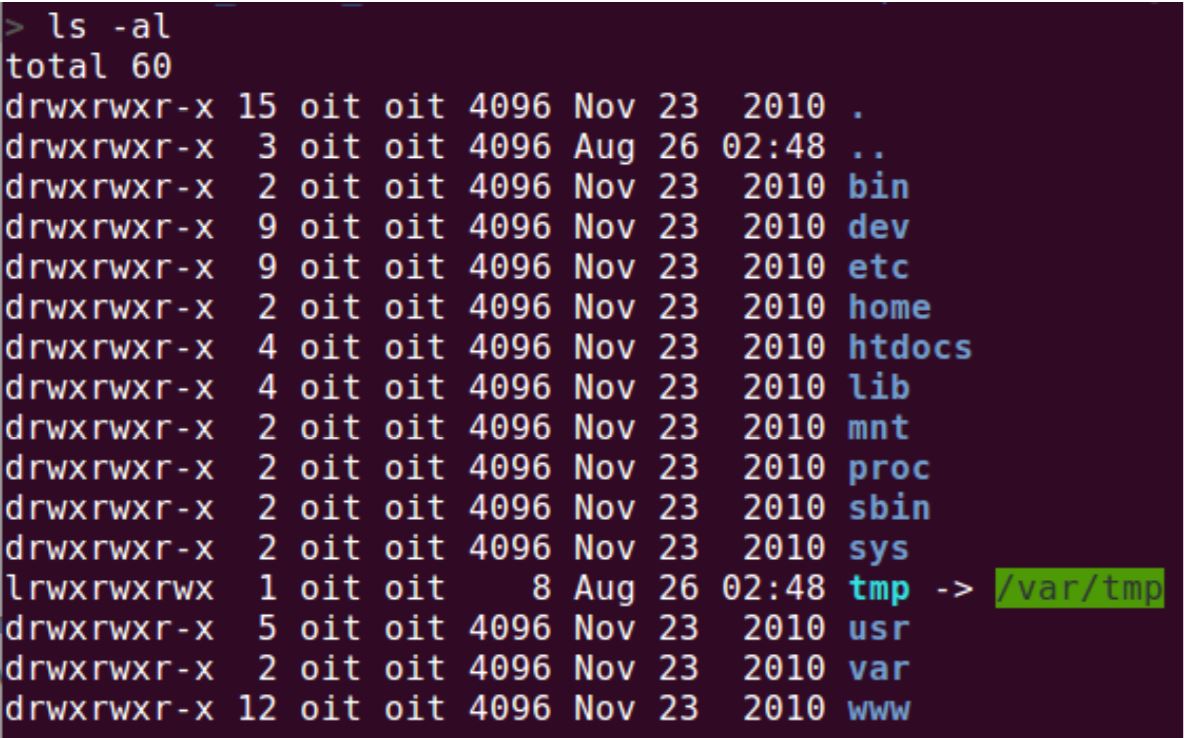 > ls -al
total 60
drwxrwxr-x 15 oit oit 4096 Nov 23  2010 .
drwxrwxr-x  3 oit oit 4096 Aug 26 02:48 ..
drwxrwxr-x  2 oit oit 4096 Nov 23  2010 bin
drwxrwxr-x  9 oit oit 4096 Nov 23  2010 dev
drwxrwxr-x  9 oit oit 4096 Nov 23  2010 etc
drwxrwxr-x  2 oit oit 4096 Nov 23  2010 home
drwxrwxr-x  4 oit oit 4096 Nov 23  2010 htdocs
drwxrwxr-x  4 oit oit 4096 Nov 23  2010 lib
drwxrwxr-x  2 oit oit 4096 Nov 23  2010 mnt
drwxrwxr-x  2 oit oit 4096 Nov 23  2010 proc
drwxrwxr-x  2 oit oit 4096 Nov 23  2010 sbin
drwxrwxr-x  2 oit oit 4096 Nov 23  2010 sys
lrwxrwxrwx  1 oit oit    8 Aug 26 02:48 tmp -> /var/tmp
drwxrwxr-x  5 oit oit 4096 Nov 23  2010 usr
drwxrwxr-x  2 oit oit 4096 Nov 23  2010 var
drwxrwxr-x 12 oit oit 4096 Nov 23  2010 www